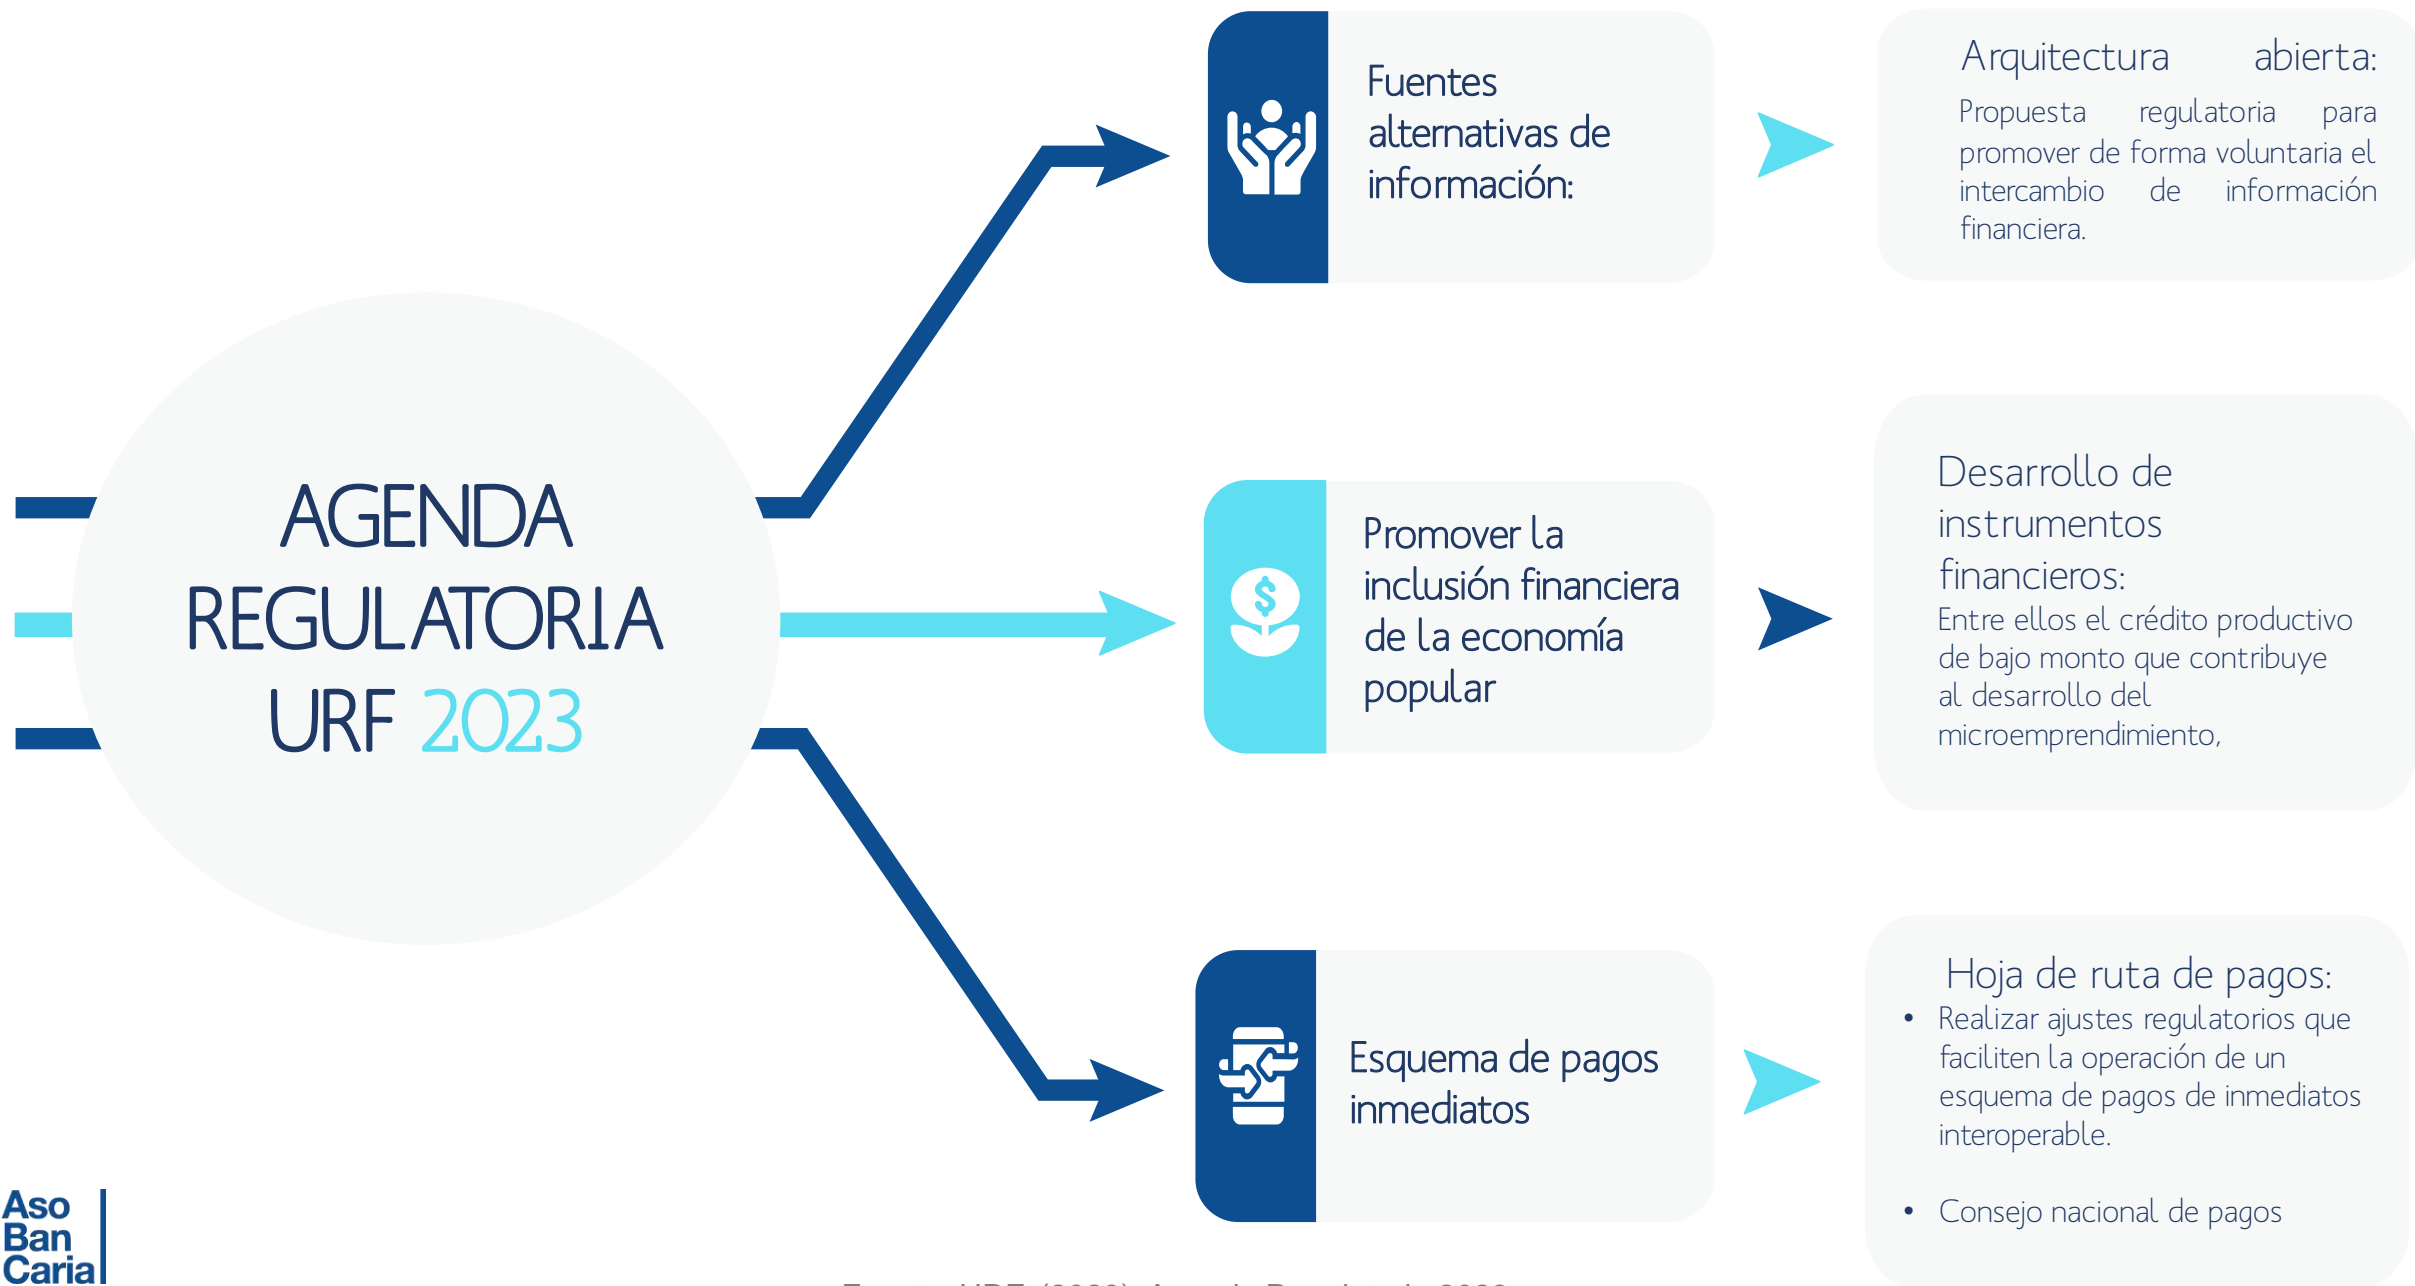 AGENDA
REGULATORIA
URF 2023
Fuentes
alternativas de
información:
Arquitectura abierta:
Propuesta regulatoria para
promover de forma voluntaria el
intercambio de información
financiera.
Promover la
inclusión financiera
de la economía
popular
Desarrollo de
instrumentos
financieros:
Entre ellos el crédito productivo
de bajo monto que contribuye
al desarrollo del
microemprendimiento,
Esquema de pagos
inmediatos
Hoja de ruta de pagos:
• Realizar ajustes regulatorios que
faciliten la operación de un
esquema de pagos de inmediatos
interoperable.
• Consejo nacional de pagos
Aso
Ban
Caria